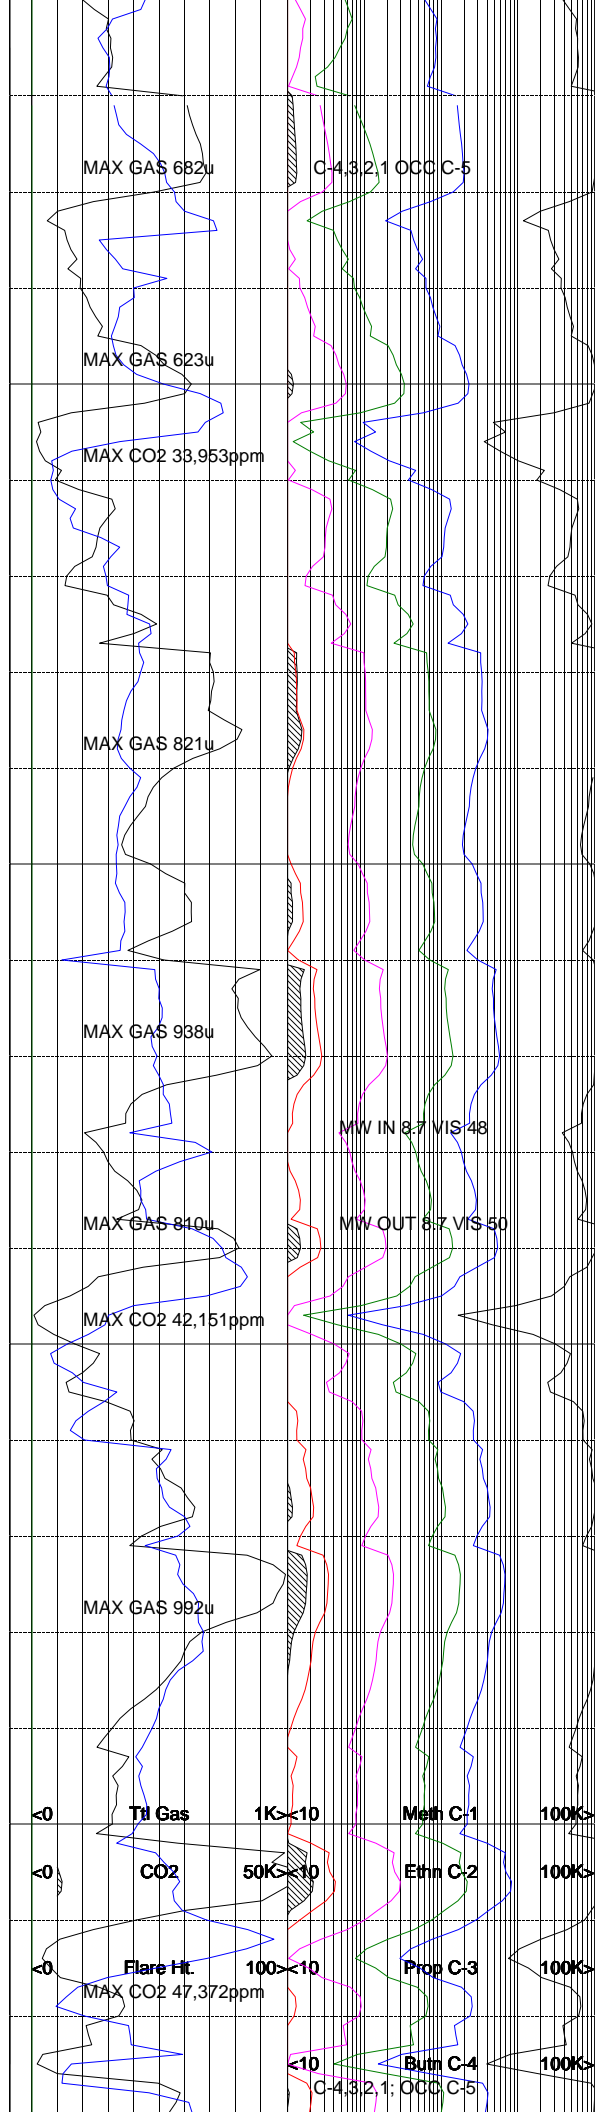 MAX GAS 682u C-4,3,2,1 OCC C-5
MAX GAS 623u
MAX CO2 33,953ppm
MAX GAS 821u
MAX GAS 938u
MW IN 8.7 VIS 48
MAX GAS 810u MW OUT 8.7 VIS 50
MAX CO2 42,151ppm
MAX GAS 992u
<0 Ttl Gas 1K> <10 Meth C-1 100K>
<0 CO2 50K> <10 Ethn C-2 100K>
<0 Flare Ht. 100> <10 Prop C-3 100K>
MAX CO2 47,372ppm
<10 Butn C-4 100K>
C-4,3,2,1; OCC C-5